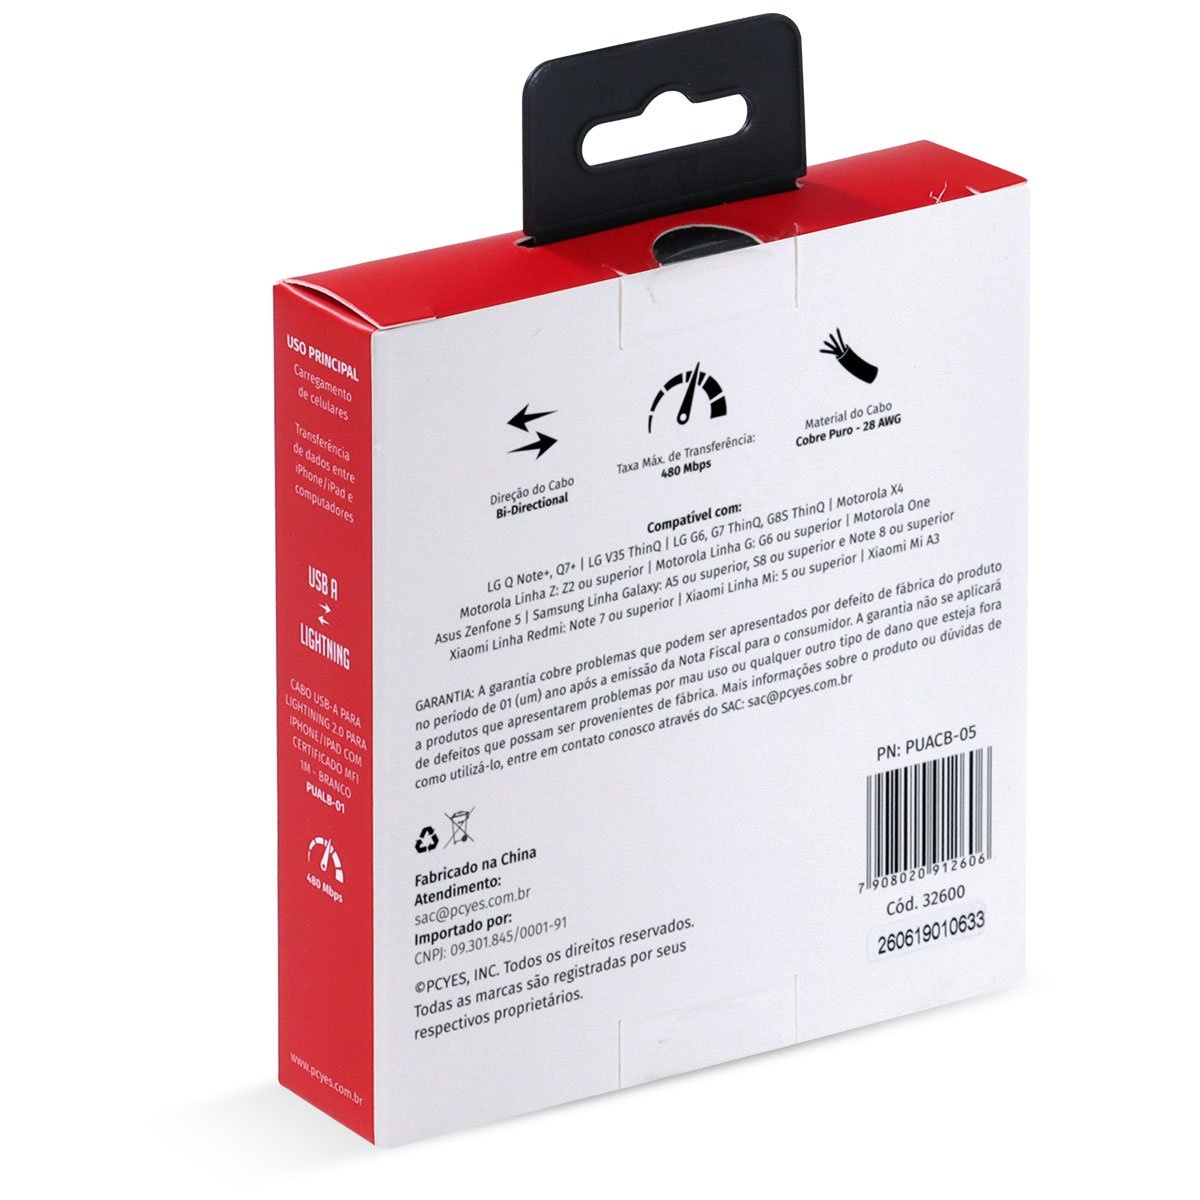 USO PRINCIPAL
Carregamento
de celulares
Transferência
de dados entre
iPhone/iPad e
computadores
USB A
LIGHTNING
CABO USB-A PARA
LIGHTNING 2.0 PARA
IPHONE/IPAD COM
CERTIFICADO MFI
1M - BRANCO
PUALB-01
480 Mbps
www.pcyes.com.br
Direção do Cabo
Bi-Directional
Taxa Máx. de Transferência:
480 Mbps
Material do Cabo
Cobre Puro - 28 AWG
Compatível com:
LG Q Note+, Q7+ | LG V35 ThinQ | LG G6, G7 ThinQ, G8S ThinQ | Motorola X4
Motorola Linha Z: Z2 ou superior | Motorola Linha G: G6 ou superior | Motorola One
Asus Zenfone 5 | Samsung Linha Galaxy: A5 ou superior, S8 ou superior e Note 8 ou superior
Xiaomi Linha Redmi: Note 7 ou superior | Xiaomi Linha Mi: 5 ou superior | Xiaomi Mi A3
GARANTIA: A garantia cobre problemas que podem ser apresentados por defeito de fábrica do produto
no período de 01 (um) ano após a emissão da Nota Fiscal para o consumidor. A garantia não se aplicará
a produtos que apresentarem problemas por mau uso ou qualquer outro tipo de dano que esteja fora
de defeitos que possam ser provenientes de fábrica. Mais informações sobre o produto ou dúvidas de
como utilizá-lo, entre em contato conosco através do SAC: sac@pcyes.com.br
PN: PUACB-05
7 908020 912606
Cód. 32600
260619010633
Fabricado na China
Atendimento:
sac@pcyes.com.br
Importado por:
CNPJ: 09.301.845/0001-91
©PCYES, INC. Todos os direitos reservados.
Todas as marcas são registradas por seus
respectivos proprietários.